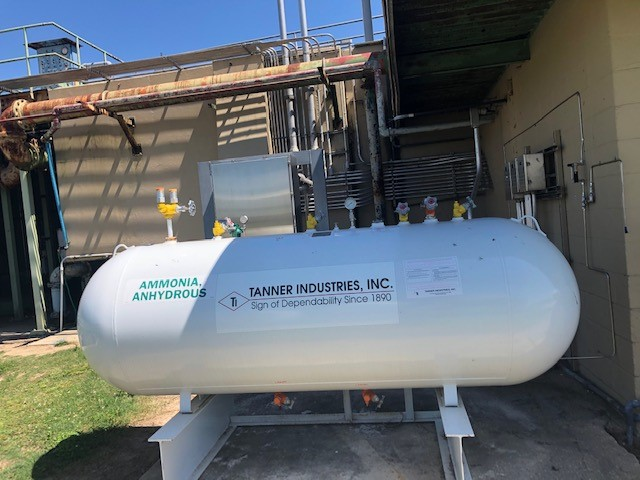 AMMONIA,
ANHYDROUS
Ti
TANNER INDUSTRIES, INC.
Sign of Dependability Since 1890